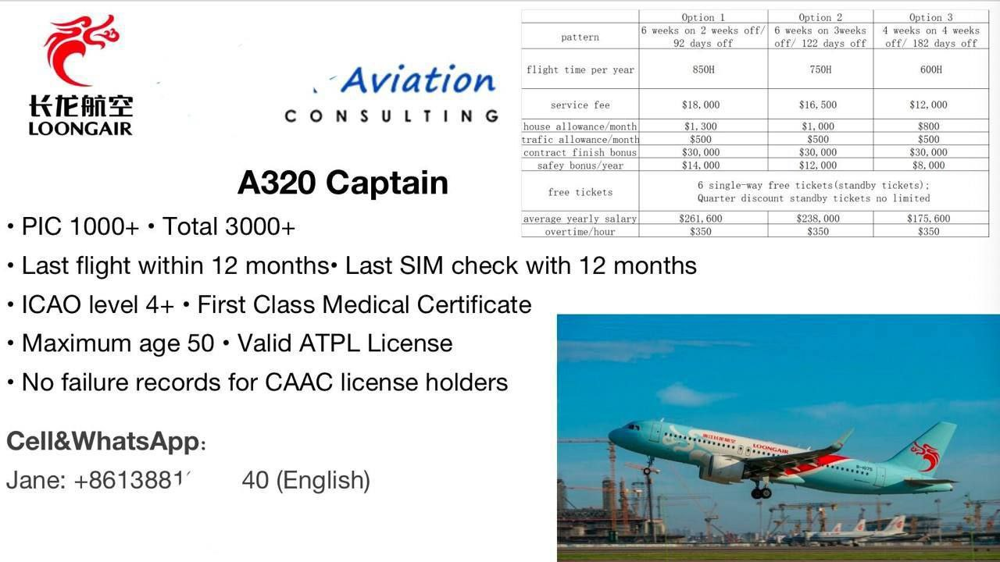 长龙航空
LOONGAIR
Aviation
CONSULTING
Option 1 Option 2 Option 3
pattern 6 weeks on 2 weeks off/ 92 days off 6 weeks on 3weeks off/ 122 days off 4 weeks on 4 weeks off/ 182 days off
flight time per year 850H 750H 600H
service fee $18,000 $16,500 $12,000
house allowance/month $1,300 $1,000 $800
trafic allowance/month $500 $500 $500
contract finish bonus $30,000 $30,000 $30,000
safey bonus/year $14,000 $12,000 $8,000
free tickets 6 single-way free tickets(standby tickets);
Quarter discount standby tickets no limited
average yearly salary $261,600 $238,000 $175,600
overtime/hour $350 $350 $350
A320 Captain
• PIC 1000+ • Total 3000+
• Last flight within 12 months• Last SIM check with 12 months
• ICAO level 4+ • First Class Medical Certificate
• Maximum age 50 • Valid ATPL License
• No failure records for CAAC license holders
Cell&WhatsApp:
Jane: +8613881 40 (English)
浙江长龙航空 LOONGAIR
B-1076